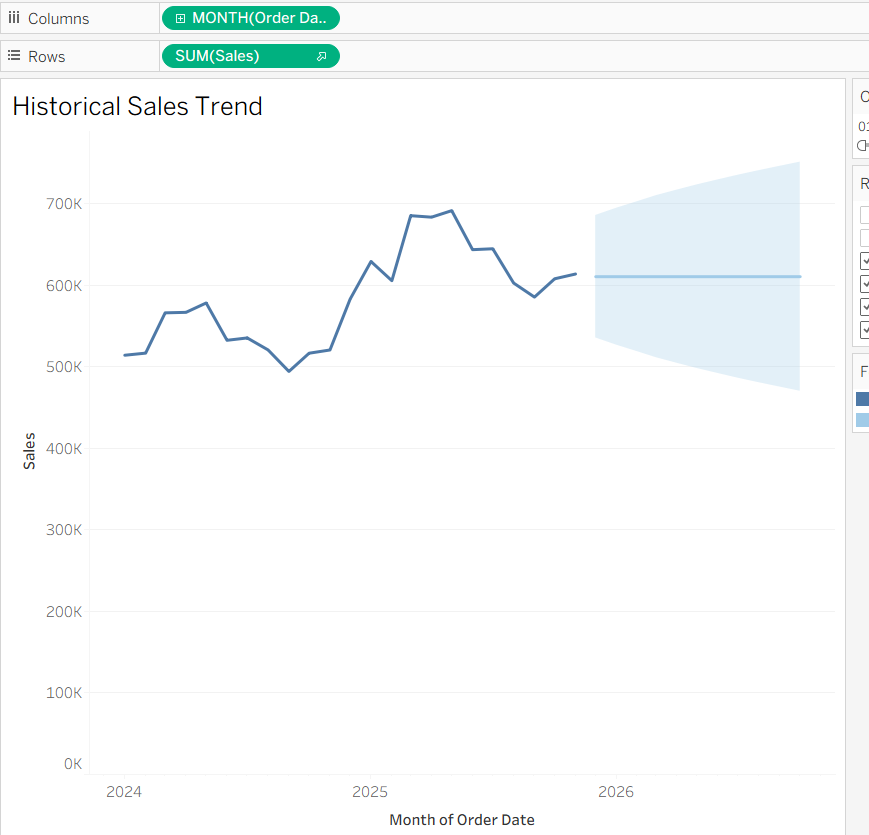 Columns
MONTH(Order Da..
Rows
SUM(Sales)
Historical Sales Trend
700K
600K
500K
400K
300K
200K
100K
0K
Sales
2024
2025
2026
Month of Order Date
01
R
F